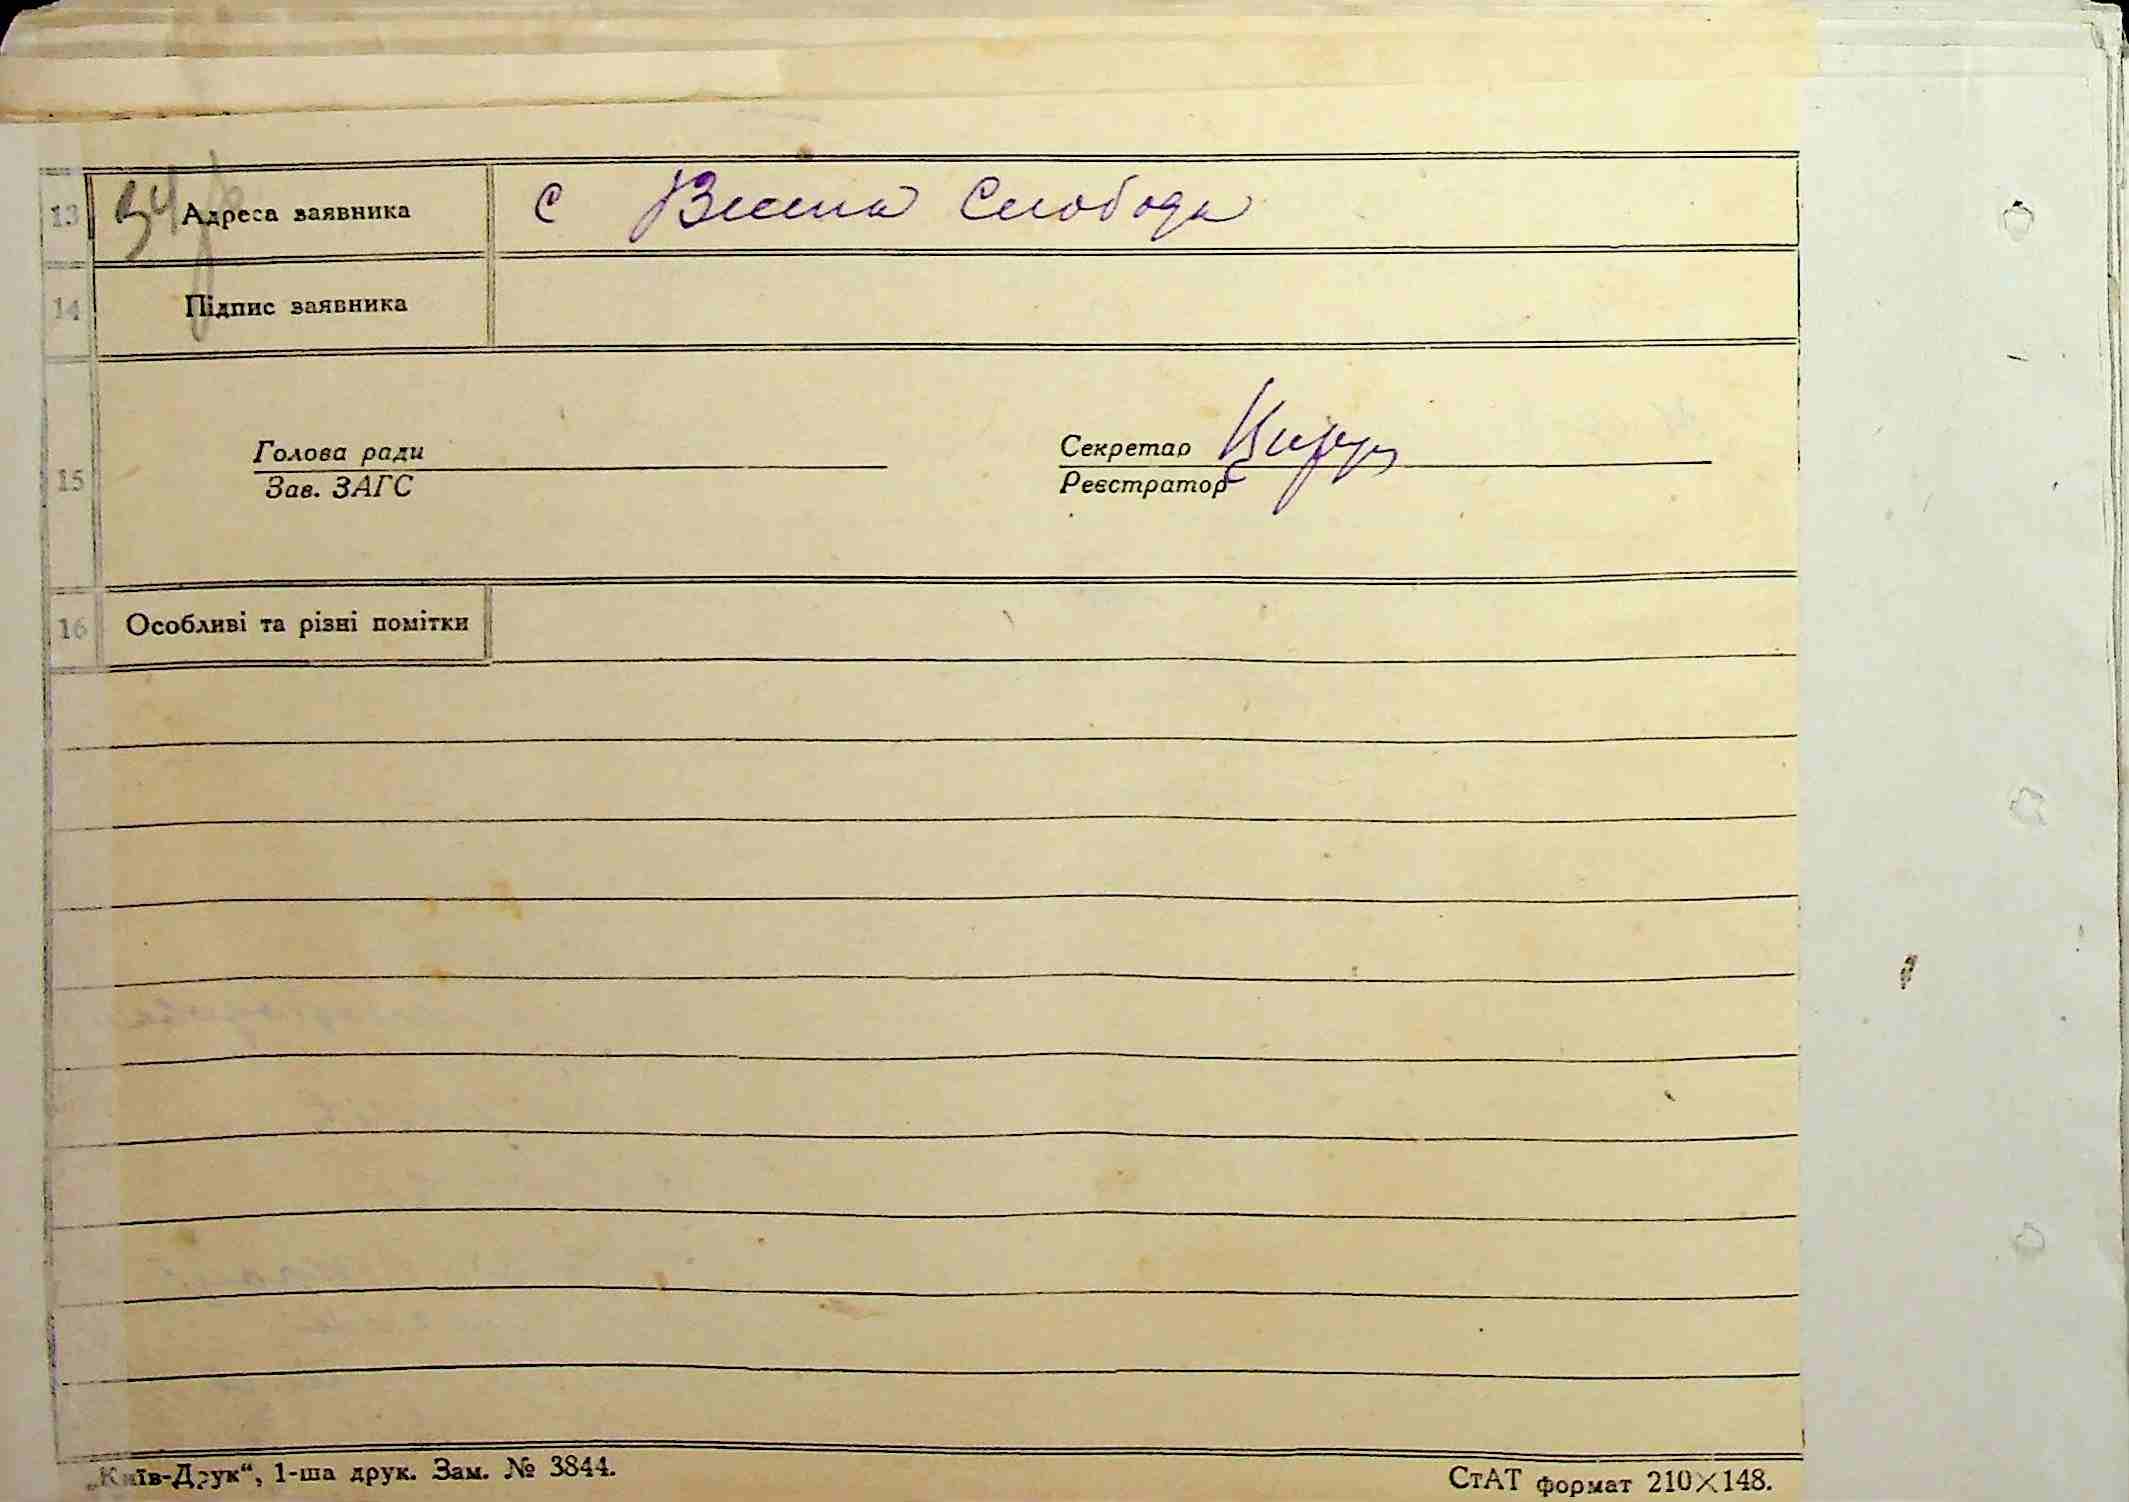 13 34 Адреса заявника с Виша Слобода
14 Підпис заявника
15
Голова ради Секретар
Зав. ЗАГС Реєстратор
16 Особливі та різні помітки
„Київ-Друк“, 1-ша друк. Зам. № 3844. СтАТ формат 210×148.